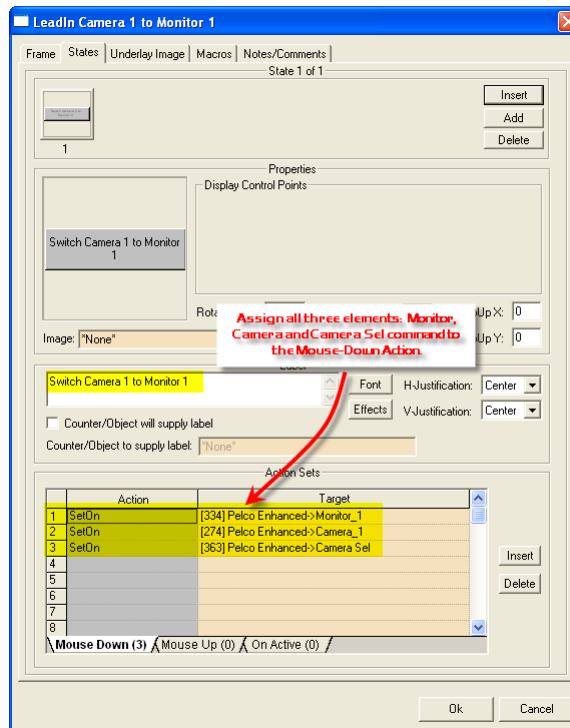 LeadIn Camera 1 to Monitor 1
Frame States Underlay Image Macros Notes/Comments
State 1 of 1
Insert
Add
Delete
1
Properties
Display Control Points
Switch Camera 1 to Monitor
1
Assign all three elements: Monitor,
Camera and Camera Sel command to
the Mouse-Down Action.
Up X: 0
Image: "None"
Up Y: 0
Switch Camera 1 to Monitor 1
Font H-Justification: Center
Effects V-Justification: Center
Counter/Object will supply label
Counter/Object to supply label: "None"
Action Sets
Action Target
1 SetOn [334] Pelco Enhanced->Monitor_1
2 SetOn [274] Pelco Enhanced->Camera_1
3 SetOn [363] Pelco Enhanced->Camera Sel
4
5
6
7
8
Insert
Delete
Mouse Down (3) Mouse Up (0) On Active (0)
Ok Cancel